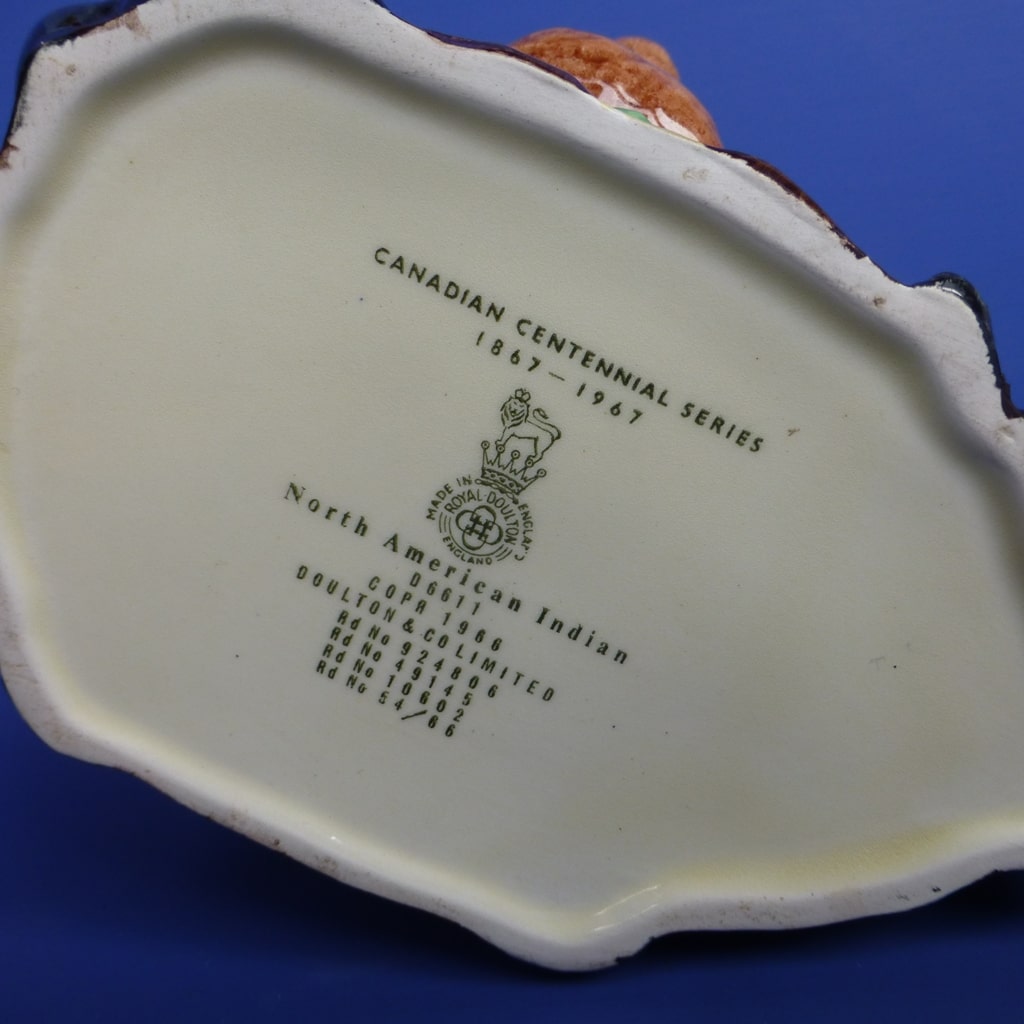 CANADIAN CENTENNIAL SERIES
1867 — 1967
MADE IN ENGLAND
ROYAL·DOULTON
ENGLAND
North American Indian
D6611
COPR 1966
DOULTON & CO LIMITED
Rd No 924806
Rd No 49145
Rd No 10602
Rd No 54/66